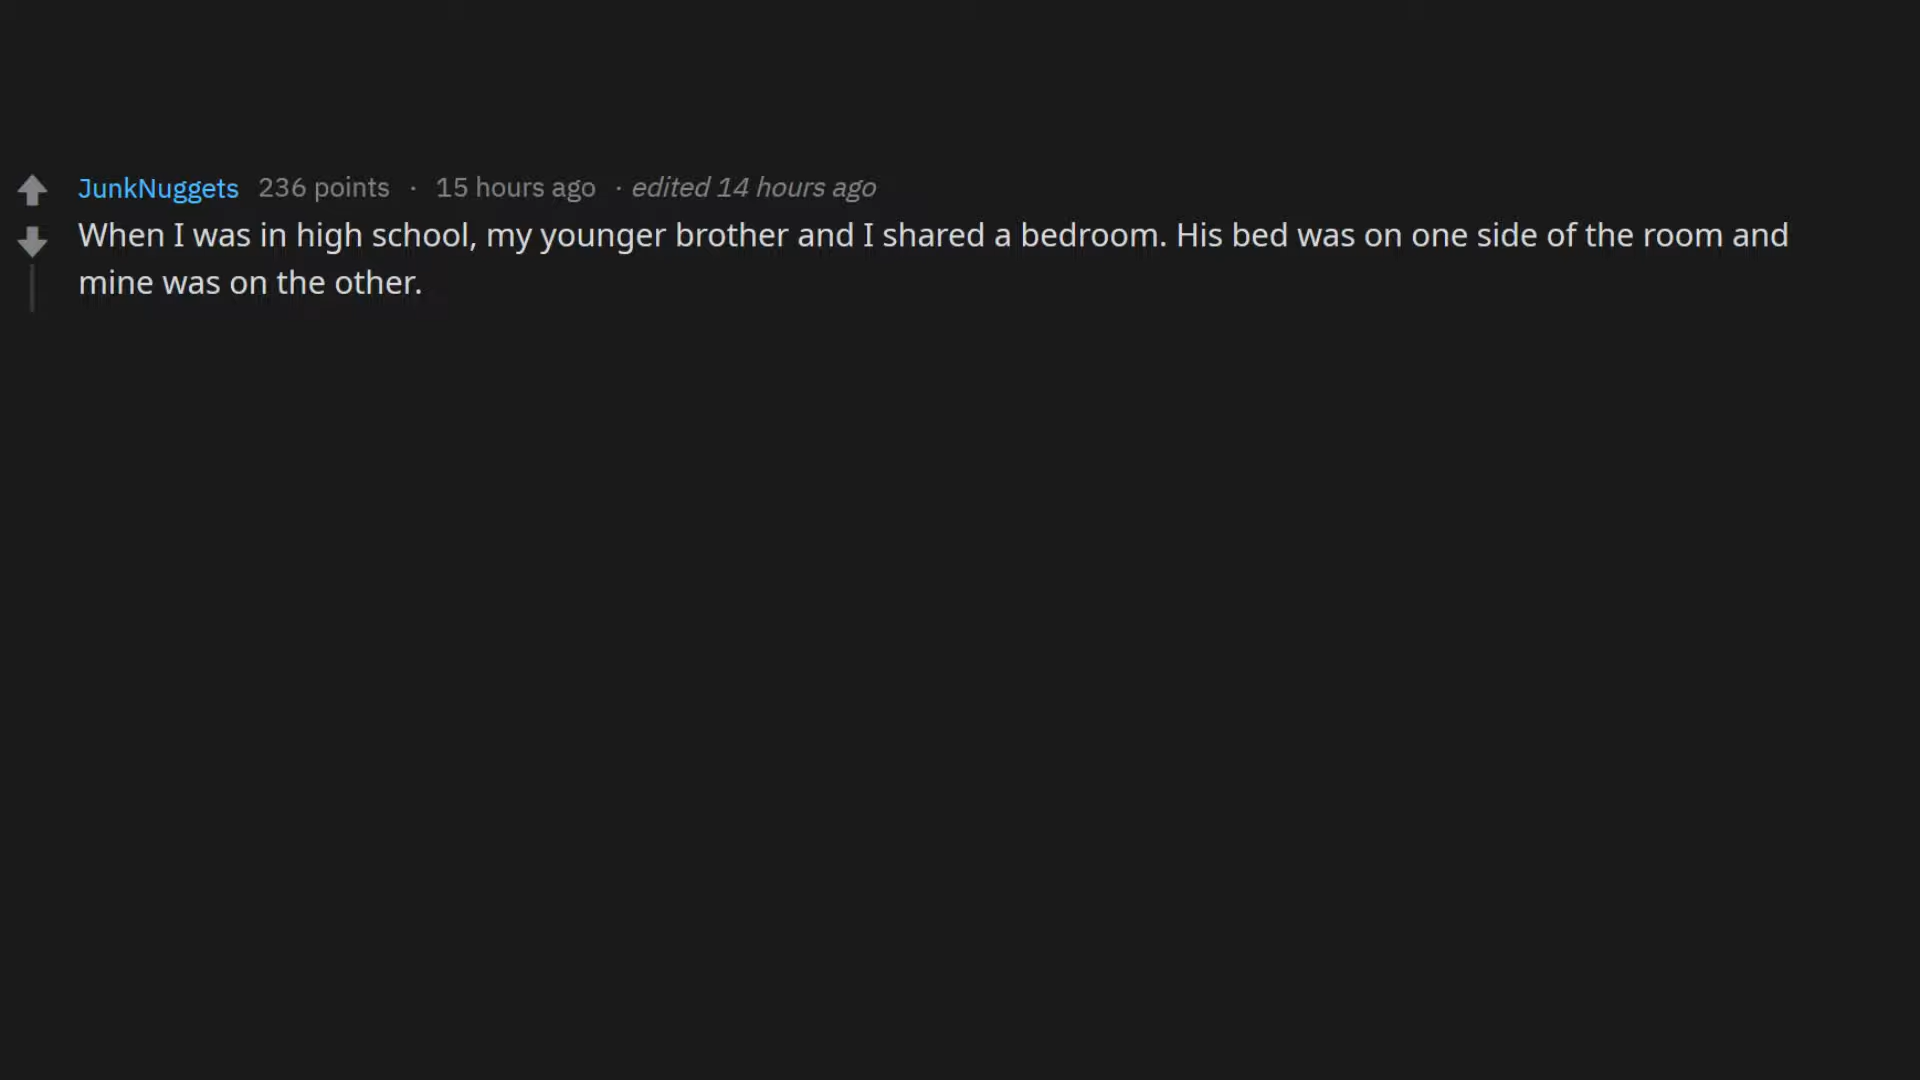 JunkNuggets 236 points · 15 hours ago · edited 14 hours ago
When I was in high school, my younger brother and I shared a bedroom. His bed was on one side of the room and
mine was on the other.